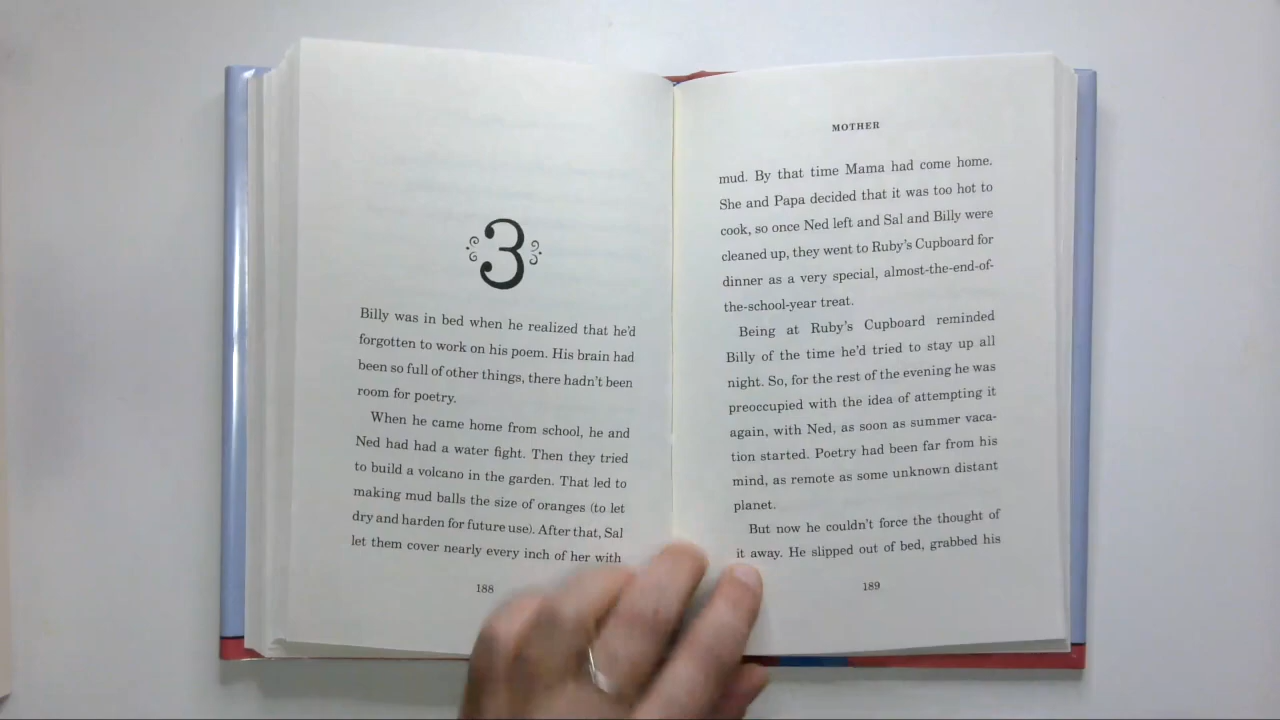 3
Billy was in bed when he realized that he'd
forgotten to work on his poem. His brain had
been so full of other things, there hadn't been
room for poetry.
When he came home from school, he and
Ned had had a water fight. Then they tried
to build a volcano in the garden. That led to
making mud balls the size of oranges (to let
dry and harden for future use). After that, Sal
let them cover nearly every inch of her with
188
MOTHER
mud. By that time Mama had come home.
She and Papa decided that it was too hot to
cook, so once Ned left and Sal and Billy were
cleaned up, they went to Ruby's Cupboard for
dinner as a very special, almost-the-end-of-
the-school-year treat.
Being at Ruby's Cupboard reminded
Billy of the time he'd tried to stay up all
night. So, for the rest of the evening he was
preoccupied with the idea of attempting it
again, with Ned, as soon as summer vaca-
tion started. Poetry had been far from his
mind, as remote as some unknown distant
planet.
But now he couldn't force the thought of
it away. He slipped out of bed, grabbed his
189